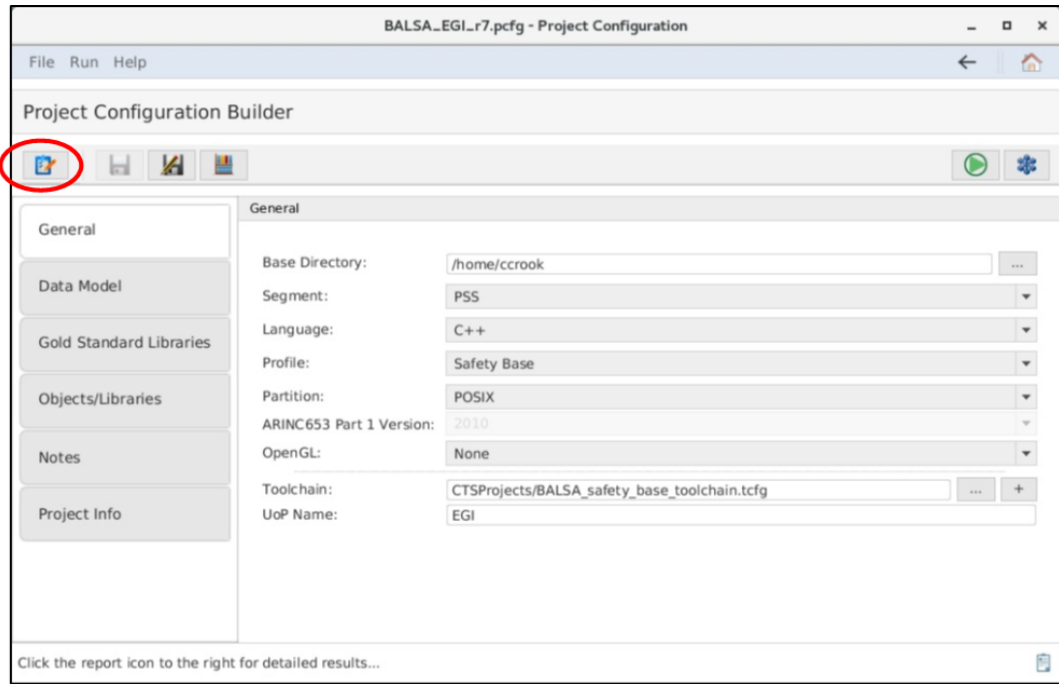 BALSA_EGI_r7.pcfg - Project Configuration
File Run Help
Project Configuration Builder
General
Data Model
Gold Standard Libraries
Objects/Libraries
Notes
Project Info
General
Base Directory: /home/ccrook ...
Segment: PSS
Language: C++
Profile: Safety Base
Partition: POSIX
ARINC653 Part 1 Version: 2010
OpenGL: None
Toolchain: CTSProjects/BALSA_safety_base_toolchain.tcfg ... +
UoP Name: EGI
Click the report icon to the right for detailed results...